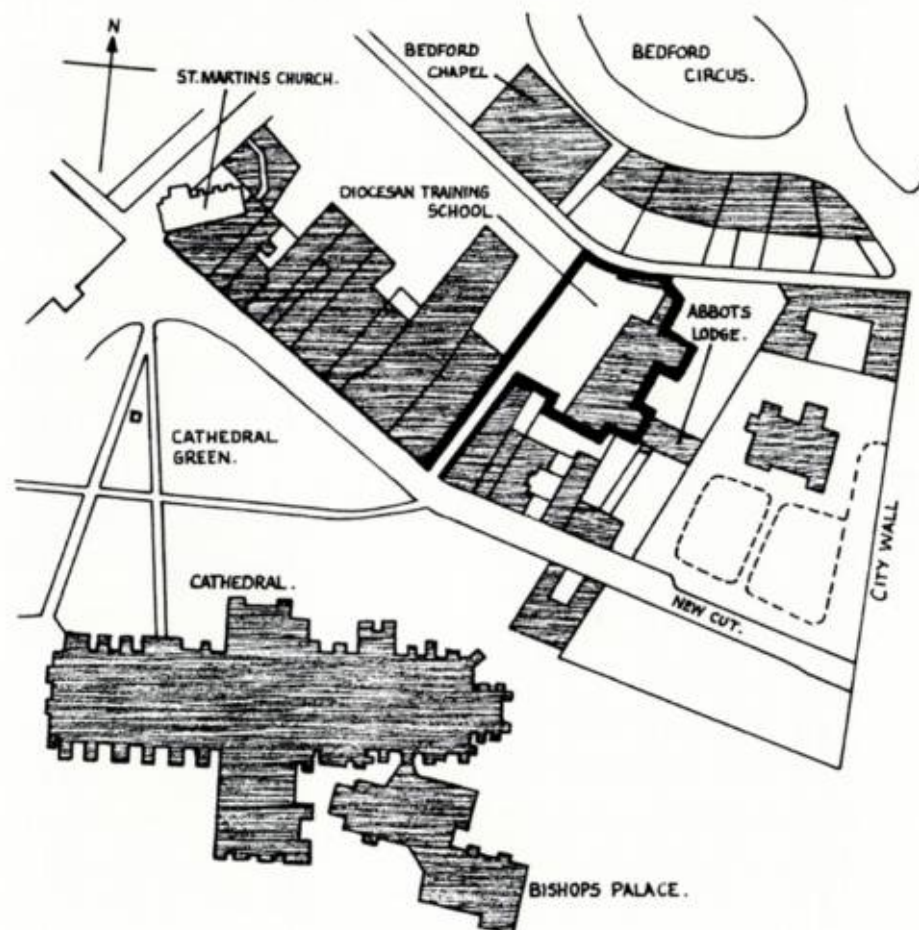 N
ST. MARTINS CHURCH.
BEDFORD
CHAPEL
BEDFORD
CIRCUS.
DIOCESAN TRAINING
SCHOOL
ABBOTS
LODGE.
CATHEDRAL
GREEN.
CITY WALL
CATHEDRAL.
NEW CUT.
BISHOPS PALACE.